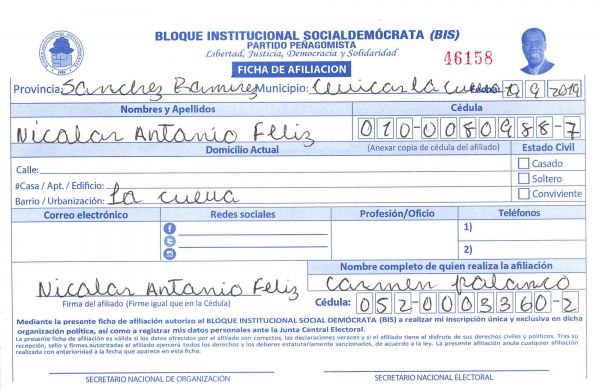 BLOQUE INSTITUCIONAL SOCIALDEMÓCRATA (BIS)
PARTIDO PEÑAGOMISTA
Libertad, Justicia, Democracia y Solidaridad
46158
FICHA DE AFILIACION
Provincia: Sanchez Ramirez Municipio: la Cueva Fecha: 19 9 2019
Nombres y Apellidos Cédula
Nicolas Antonio Feliz 010-0080988-7
Domicilio Actual (Anexar copia de cédula del afiliado) Estado Civil
Calle: Casado
#Casa / Apt. / Edificio: Soltero
Barrio / Urbanización: La cueva Conviviente
Correo electrónico Redes sociales Profesión/Oficio Teléfonos
1)
2)
Nombre completo de quien realiza la afiliación
Nicolas Antonio Feliz Carmen Polanco
Firma del afiliado (Firme igual que en la Cédula) Cédula: 052-0003360-2
Mediante la presente ficha de afiliación autorizo al BLOQUE INSTITUCIONAL SOCIAL DEMÓCRATA (BIS) a realizar mi inscripción única y exclusiva en dicha
organización política, así como a registrar mis datos personales ante la Junta Central Electoral.
La presente ficha de afiliación es válida si los datos ofrecidos por el afiliado son correctos, las declaraciones veraces y si el afiliado tiene el disfrute de sus derechos civiles y políticos. Tras su
recepción, sello y firmas autorizadas el afiliado ejercerá todos los derechos y los deberes estatutariamente sancionados, de acuerdo a la ley. La presente afiliación anula cualquier afiliación
realizada con anterioridad a la fecha que aparece en esta ficha.
SECRETARIO NACIONAL DE ORGANIZACIÓN SECRETARIO NACIONAL ELECTORAL